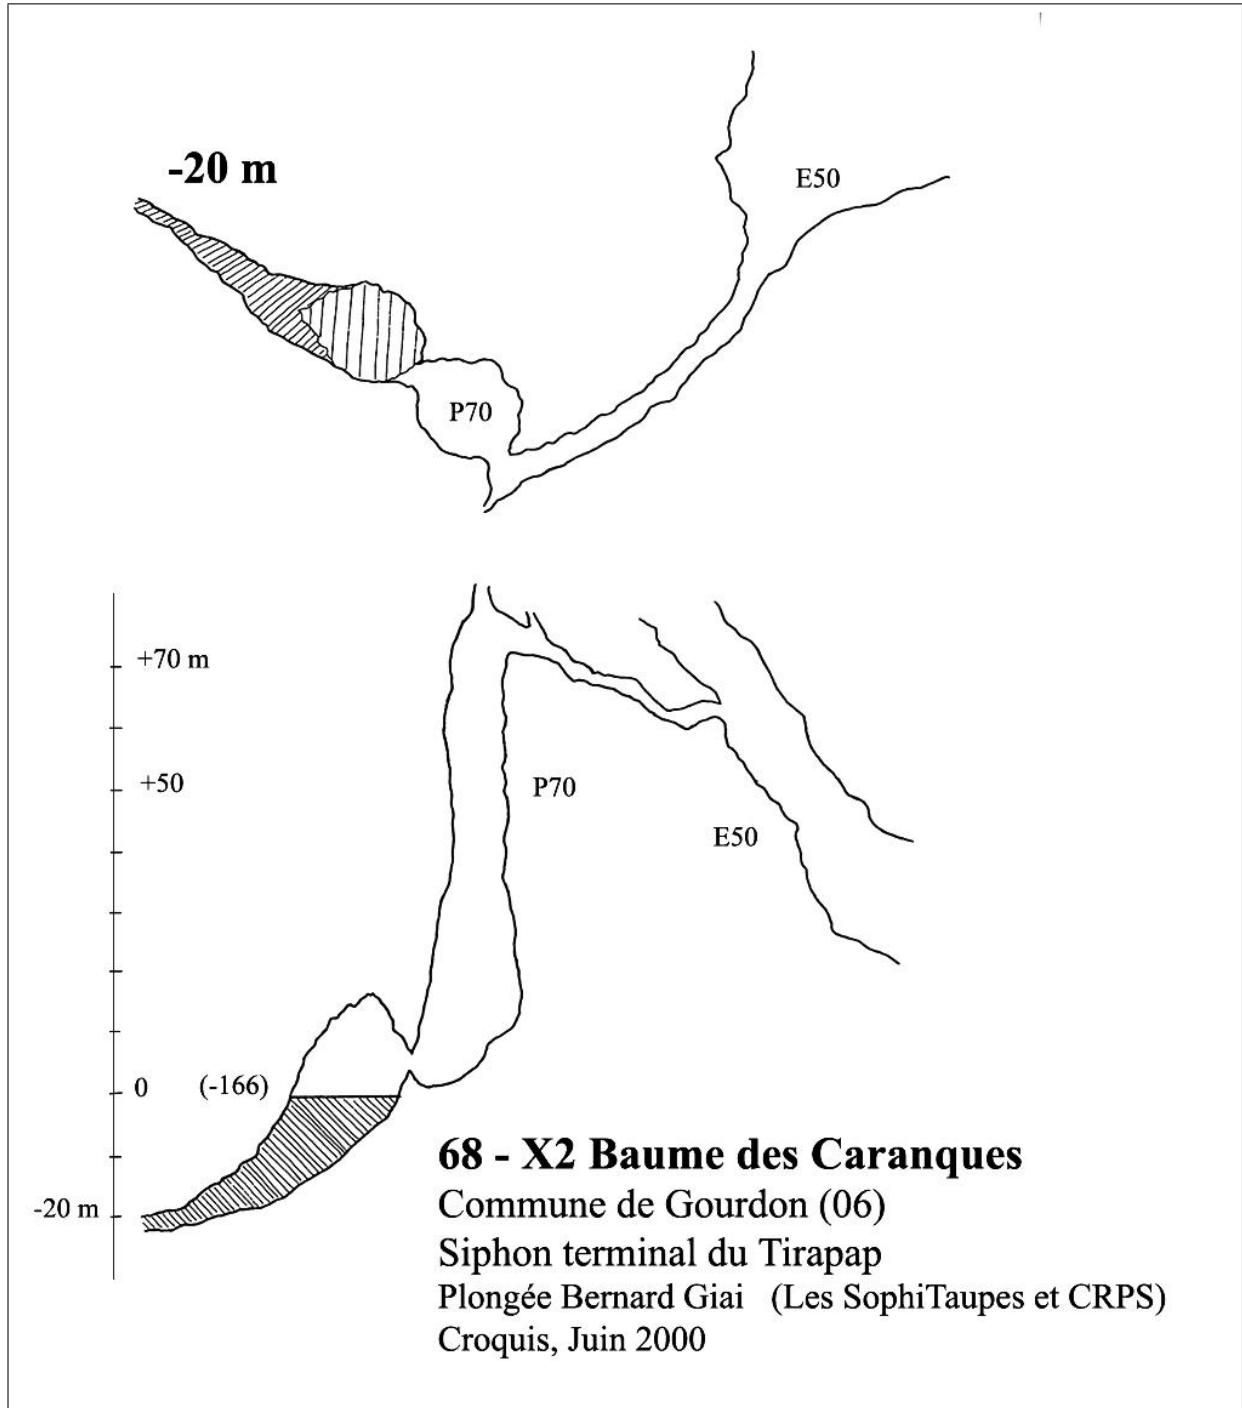 -20 m
E50
P70
+70 m
+50
P70
E50
0 (-166)
-20 m
68 - X2 Baume des Caranques
Commune de Gourdon (06)
Siphon terminal du Tirapap
Plongée Bernard Giai (Les SophiTaupes et CRPS)
Croquis, Juin 2000